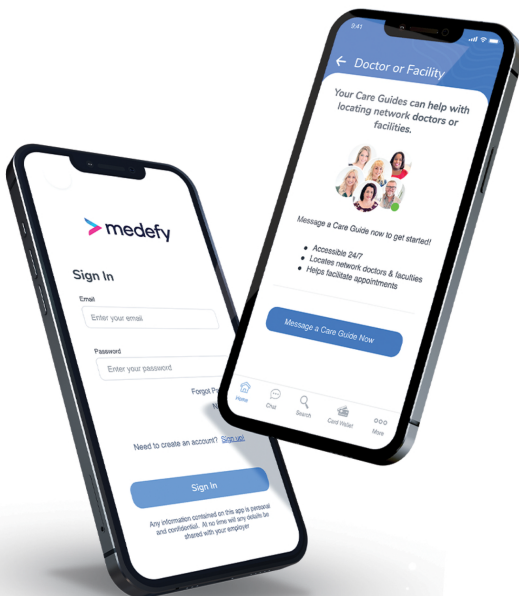 medefy
Sign In
Email
Enter your email
Password
Enter your password
Forgot
Need to create an account? Sign up!
Sign In
Any information contained on this app is personal
and confidential. At no time will any details be
shared with your employer
9:41
Doctor or Facility
Your Care Guides can help with
locating network doctors or
facilities.
Message a Care Guide now to get started!
Accessible 24/7
Locates network doctors & faculties
Helps facilitate appointments
Message a Care Guide Now
Home
Chat
Search
Card Wallet
More